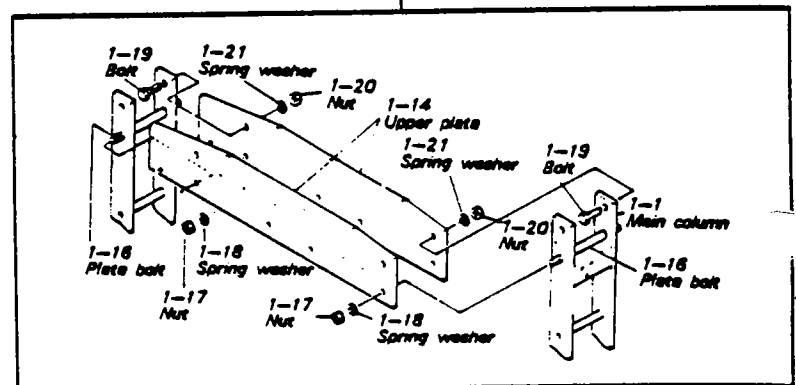 1-19
Bolt
1-21
Spring washer
1-20
Nut
1-14
Upper plate
1-21
Spring washer
1-19
Bolt
1-1
Main column
1-20
Nut
1-16
Plate bolt
1-16
Plate bolt
1-18
Spring washer
1-17
Nut
1-17
Nut
1-18
Spring washer